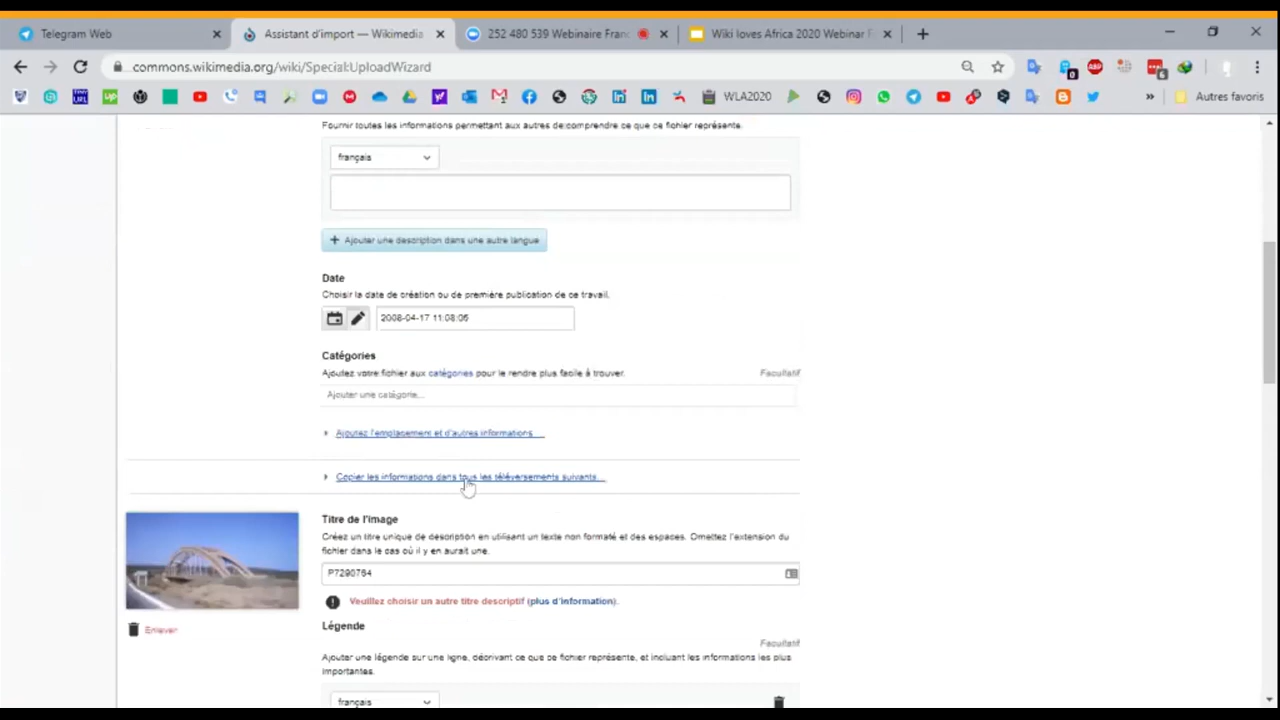 Telegram Web
Assistant d'import — Wikimedia
252 480 539 Webinaire Fran
Wiki loves Africa 2020 Webinar F
commons.wikimedia.org/wiki/Special:UploadWizard
WLA2020
Autres favoris
Fournir toutes les informations permettant aux autres de comprendre ce que ce fichier représente.
français
+ Ajouter une description dans une autre langue
Date
Choisir la date de création ou de première publication de ce travail.
2008-04-17 11:08:05
Catégories
Ajoutez votre fichier aux catégories pour le rendre plus facile à trouver.
Facultatif
Ajouter une catégorie...
Ajoutez l'emplacement et d'autres informations ...
Copier les informations dans tous les téléversements suivants...
Titre de l'image
Créez un titre unique de description en utilisant un texte non formaté et des espaces. Omettez l'extension du
fichier dans le cas où il y en aurait une.
P7290764
Veuillez choisir un autre titre descriptif (plus d'information).
Enlever
Légende
Facultatif
Ajouter une légende sur une ligne, décrivant ce que ce fichier représente, et incluant les informations les plus
importantes.
français